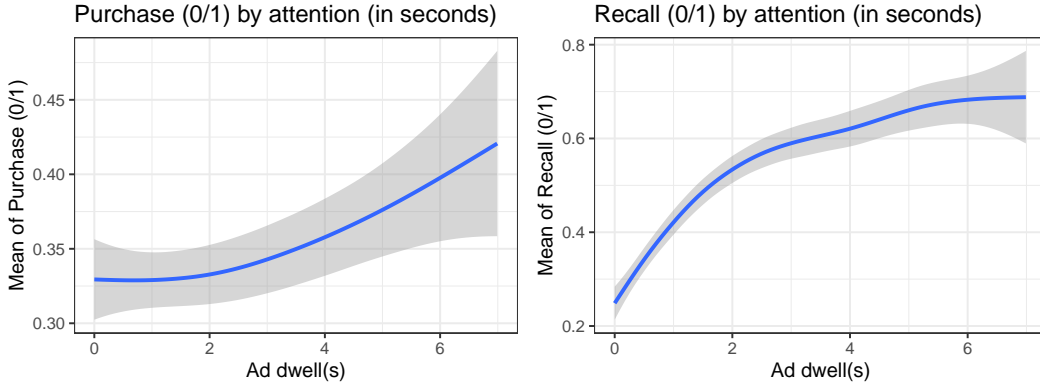 Purchase (0/1) by attention (in seconds)
Mean of Purchase (0/1)
0.45
0.40
0.35
0.30
0 2 4 6
Ad dwell(s)
Recall (0/1) by attention (in seconds)
Mean of Recall (0/1)
0.8
0.6
0.4
0.2
0 2 4 6
Ad dwell(s)